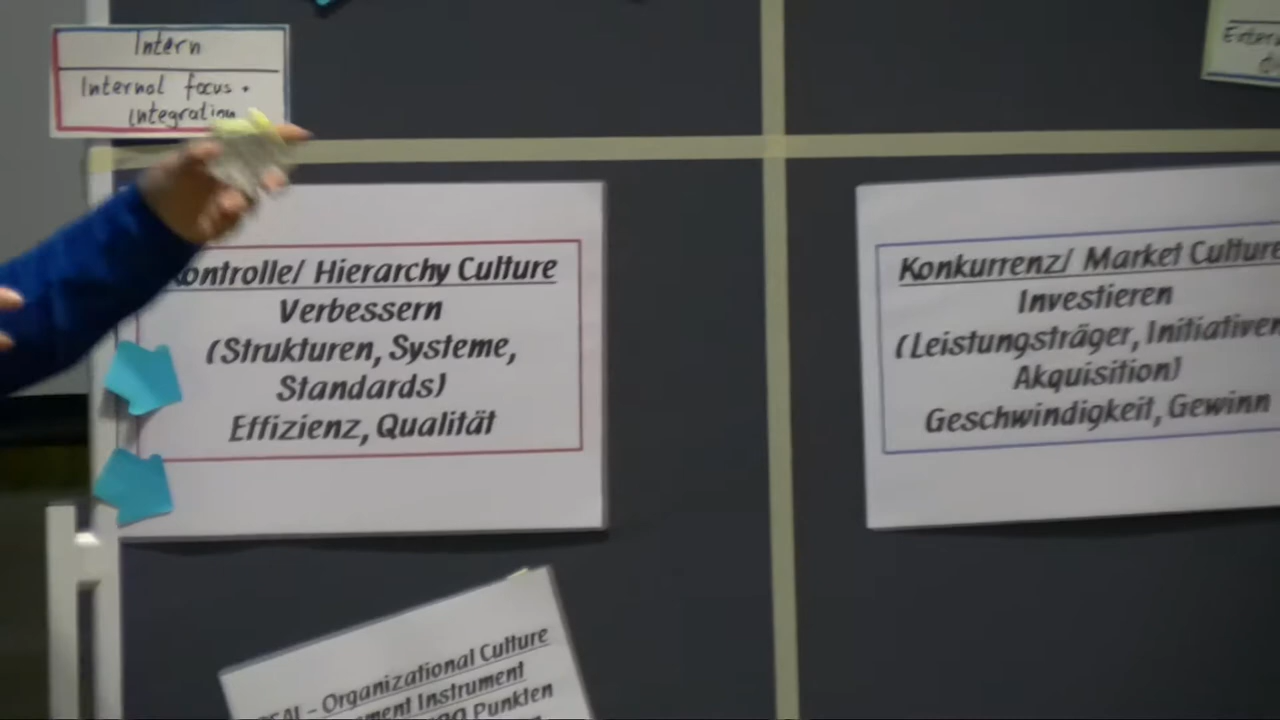 Intern
Internal focus +
Integration
Extern
Kontrolle/ Hierarchy Culture
Verbessern
(Strukturen, Systeme,
Standards)
Effizienz, Qualität
Konkurrenz/ Market Culture
Investieren
(Leistungsträger, Initiativen
Akquisition)
Geschwindigkeit, Gewinn
- Organizational Culture
Instrument
Punkten